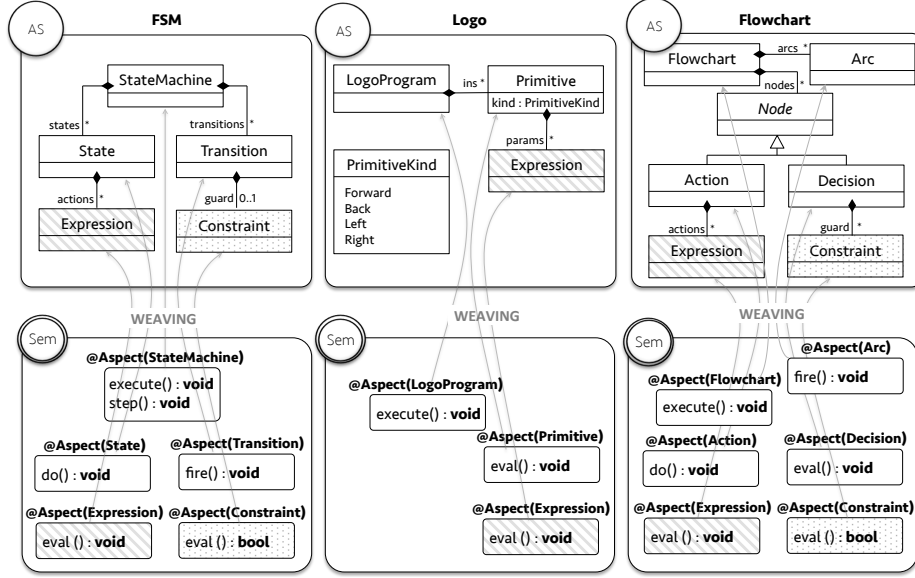 FSM
AS
StateMachine
states *
transitions *
State
Transition
actions *
guard 0..1
Expression
Constraint
WEAVING
Sem
@Aspect(StateMachine)
execute() : void
step() : void
@Aspect(State)
do() : void
@Aspect(Transition)
fire() : void
@Aspect(Expression)
eval () : void
@Aspect(Constraint)
eval () : bool
Logo
AS
LogoProgram
ins *
Primitive
kind : PrimitiveKind
params *
PrimitiveKind
Forward
Back
Left
Right
Expression
WEAVING
Sem
@Aspect(LogoProgram)
execute() : void
@Aspect(Primitive)
eval() : void
@Aspect(Expression)
eval () : void
Flowchart
AS
Flowchart
arcs *
Arc
nodes *
Node
Action
Decision
actions *
guard *
Expression
Constraint
WEAVING
Sem
@Aspect(Arc)
fire() : void
@Aspect(Flowchart)
execute() : void
@Aspect(Action)
do() : void
@Aspect(Decision)
eval() : void
@Aspect(Expression)
eval () : void
@Aspect(Constraint)
eval () : bool